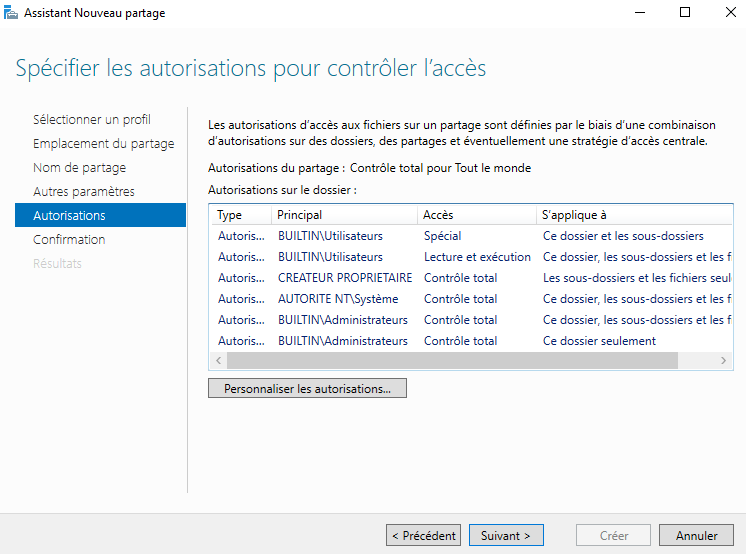 Assistant Nouveau partage
Spécifier les autorisations pour contrôler l'accès
Sélectionner un profil
Emplacement du partage
Nom de partage
Autres paramètres
Autorisations
Confirmation
Résultats
Les autorisations d'accès aux fichiers sur un partage sont définies par le biais d'une combinaison
d'autorisations sur des dossiers, des partages et éventuellement une stratégie d'accès centrale.
Autorisations du partage : Contrôle total pour Tout le monde
Autorisations sur le dossier :
Type Principal Accès S'applique à
Autoris... BUILTIN\Utilisateurs Spécial Ce dossier et les sous-dossiers
Autoris... BUILTIN\Utilisateurs Lecture et exécution Ce dossier, les sous-dossiers et les f
Autoris... CREATEUR PROPRIETAIRE Contrôle total Les sous-dossiers et les fichiers seul
Autoris... AUTORITE NT\Système Contrôle total Ce dossier, les sous-dossiers et les f
Autoris... BUILTIN\Administrateurs Contrôle total Ce dossier, les sous-dossiers et les f
Autoris... BUILTIN\Administrateurs Contrôle total Ce dossier seulement
Personnaliser les autorisations...
< Précédent Suivant > Créer Annuler